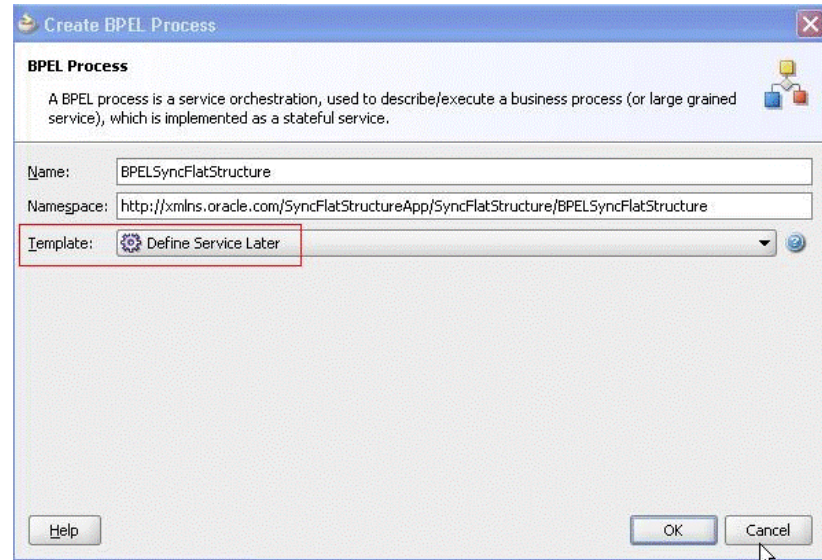 Create BPEL Process
BPEL Process
A BPEL process is a service orchestration, used to describe/execute a business process (or large grained
service), which is implemented as a stateful service.
Name: BPELSyncFlatStructure
Namespace: http://xmlns.oracle.com/SyncFlatStructureApp/SyncFlatStructure/BPELSyncFlatStructure
Template: Define Service Later
Help OK Cancel